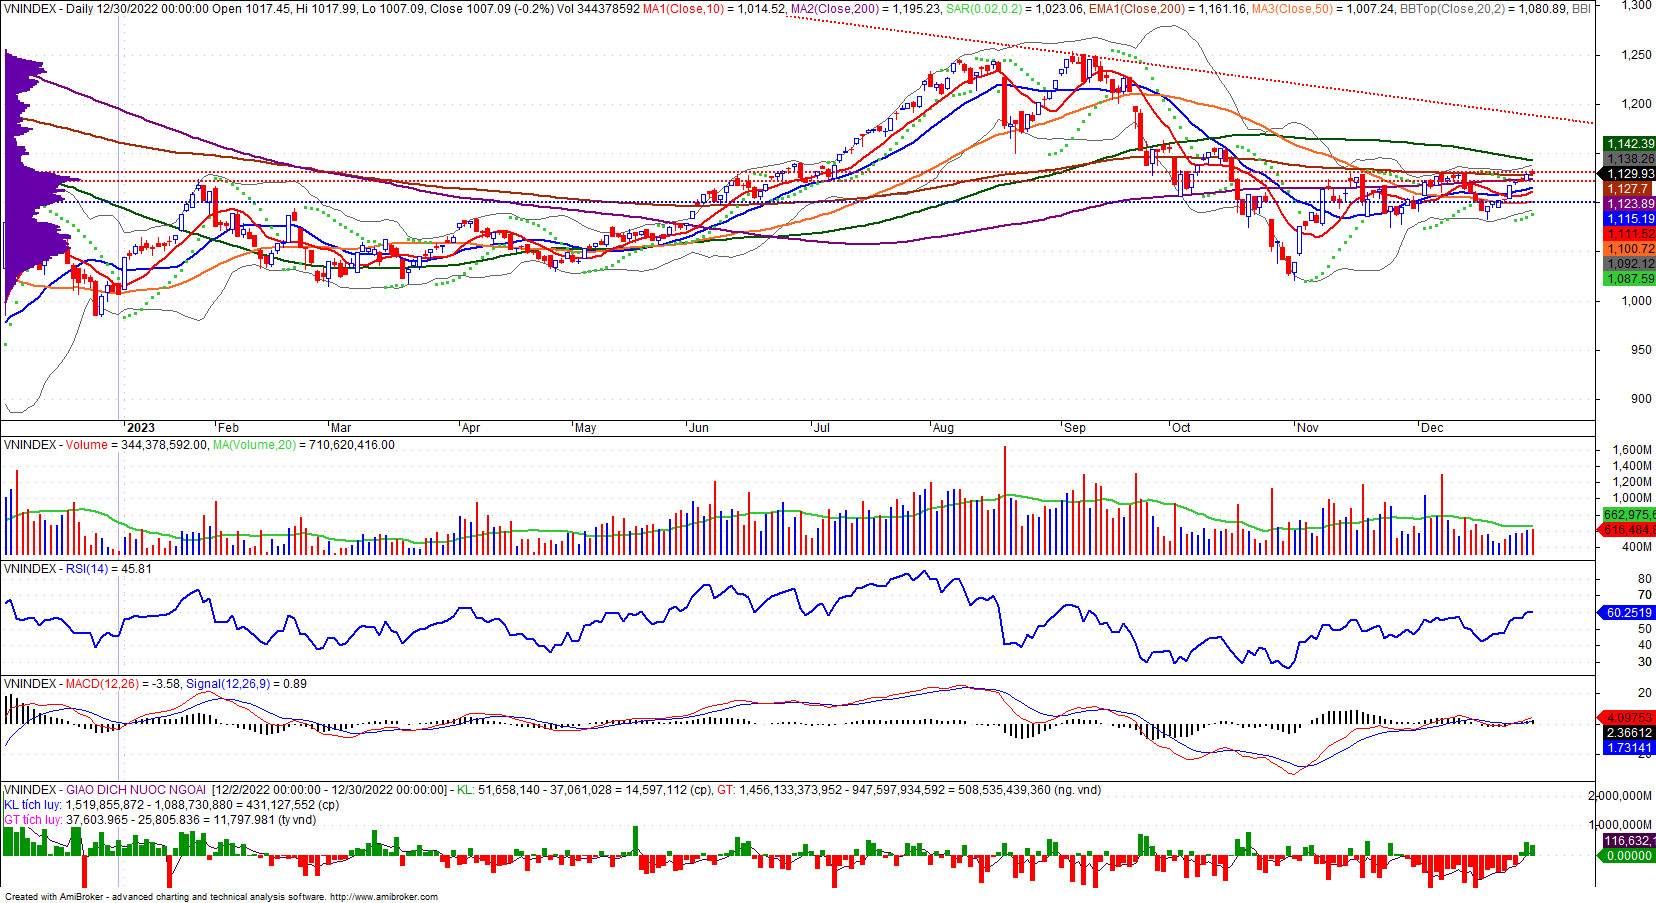 VNINDEX - Daily 12/30/2022 00:00:00 Open 1017.45, Hi 1017.99, Lo 1007.09, Close 1007.09 (-0.2%) Vol 344378592 MA1(Close,10) = 1,014.52, MA2(Close,200) = 1,195.23, SAR(0.02,0.2) = 1,023.06, EMA1(Close,200) = 1,161.16, MA3(Close,50) = 1,007.24, BBTop(Close,20,2) = 1,080.89, BBI
1,300
1,250
1,200
1,142.39
1,138.26
1,129.93
1,127.7
1,123.89
1,115.19
1,111.52
1,100.72
1,092.12
1,087.59
1,000
950
900
2023 Feb Mar Apr May Jun Jul Aug Sep Oct Nov Dec
VNINDEX - Volume = 344,378,592.00, MA(Volume,20) = 710,620,416.00
1,600M
1,400M
1,200M
1,000M
662,975,6
616,484,8
400M
VNINDEX - RSI(14) = 45.81
80
70
60.2519
50
40
30
VNINDEX - MACD(12,26) = -3.58, Signal(12,26,9) = 0.89
20
4.09753
2.36612
1.73141
VNINDEX - GIAO DICH NUOC NGOAI [12/2/2022 00:00:00 - 12/30/2022 00:00:00] - KL: 51,658,140 - 37,061,028 = 14,597,112 (cp), GT: 1,456,133,373,952 - 947,597,934,592 = 508,535,439,360 (ng. vnd)
KL tích luy: 1,519,855,872 - 1,088,730,880 = 431,127,552 (cp)
GT tích luy: 37,603.965 - 25,805.836 = 11,797.981 (ty vnd)
2,000,000M
1,000,000M
116,632,1
0.00000
Created with AmiBroker - advanced charting and technical analysis software. http://www.amibroker.com